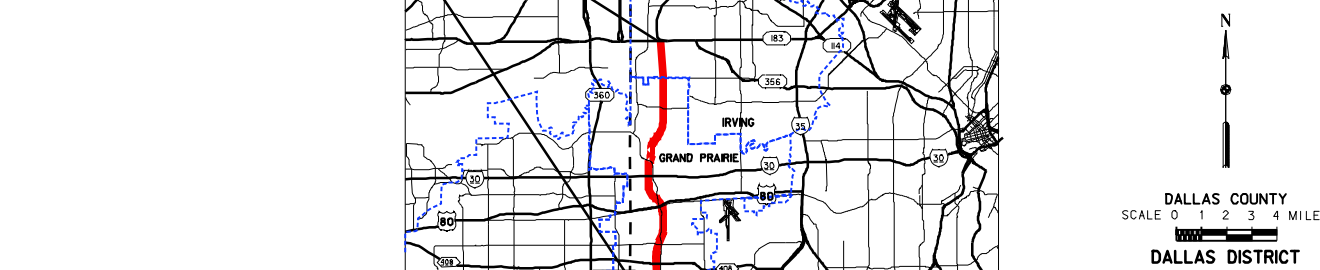 183
114
N
356
360
IRVING
35
GRAND PRAIRIE
30
30
30
80
80
DALLAS COUNTY
SCALE 0 1 2 3 4 MILE
408
408
DALLAS DISTRICT